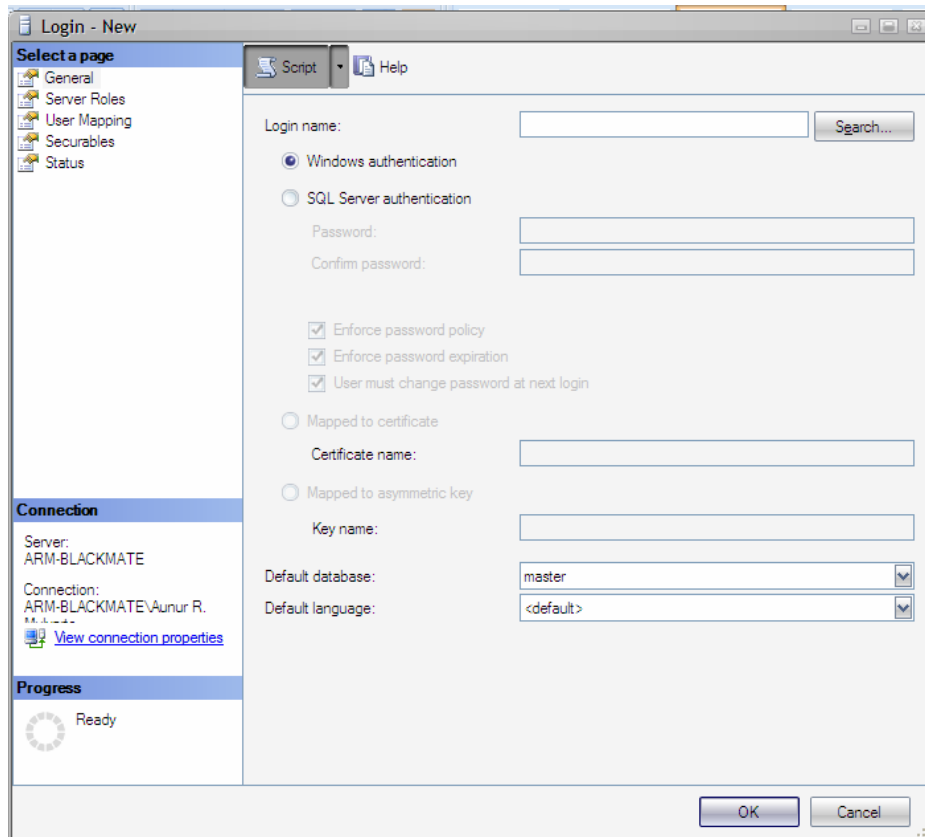 Login - New
Select a page
General
Server Roles
User Mapping
Securables
Status
Script
Help
Login name:
Search...
Windows authentication
SQL Server authentication
Password:
Confirm password:
Enforce password policy
Enforce password expiration
User must change password at next login
Mapped to certificate
Certificate name:
Mapped to asymmetric key
Key name:
Default database:
master
Default language:
<default>
Connection
Server:
ARM-BLACKMATE
Connection:
ARM-BLACKMATE\Aunur R.
View connection properties
Progress
Ready
OK
Cancel